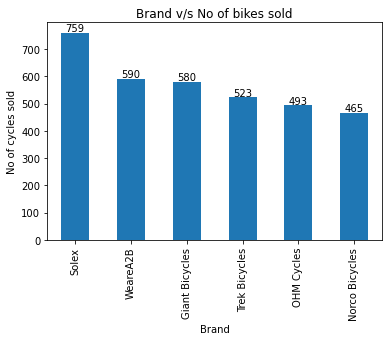 Brand v/s No of bikes sold
No of cycles sold
700
600
500
400
300
200
100
0
759
590
580
523
493
465
Solex
WeareA2B
Giant Bicycles
Trek Bicycles
OHM Cycles
Norco Bicycles
Brand